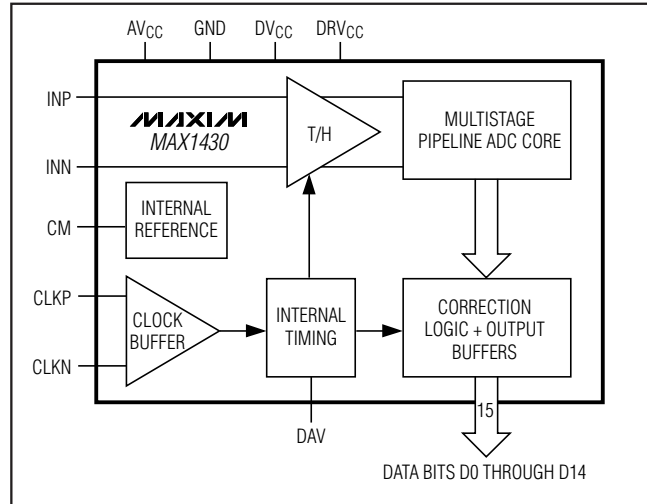 AVCC GND DVCC DRVCC
INP
MAXIM
MAX1430
T/H
MULTISTAGE
PIPELINE ADC CORE
INN
CM
INTERNAL
REFERENCE
CLKP
CLOCK
BUFFER
INTERNAL
TIMING
CORRECTION
LOGIC + OUTPUT
BUFFERS
CLKN
15
DAV
DATA BITS D0 THROUGH D14